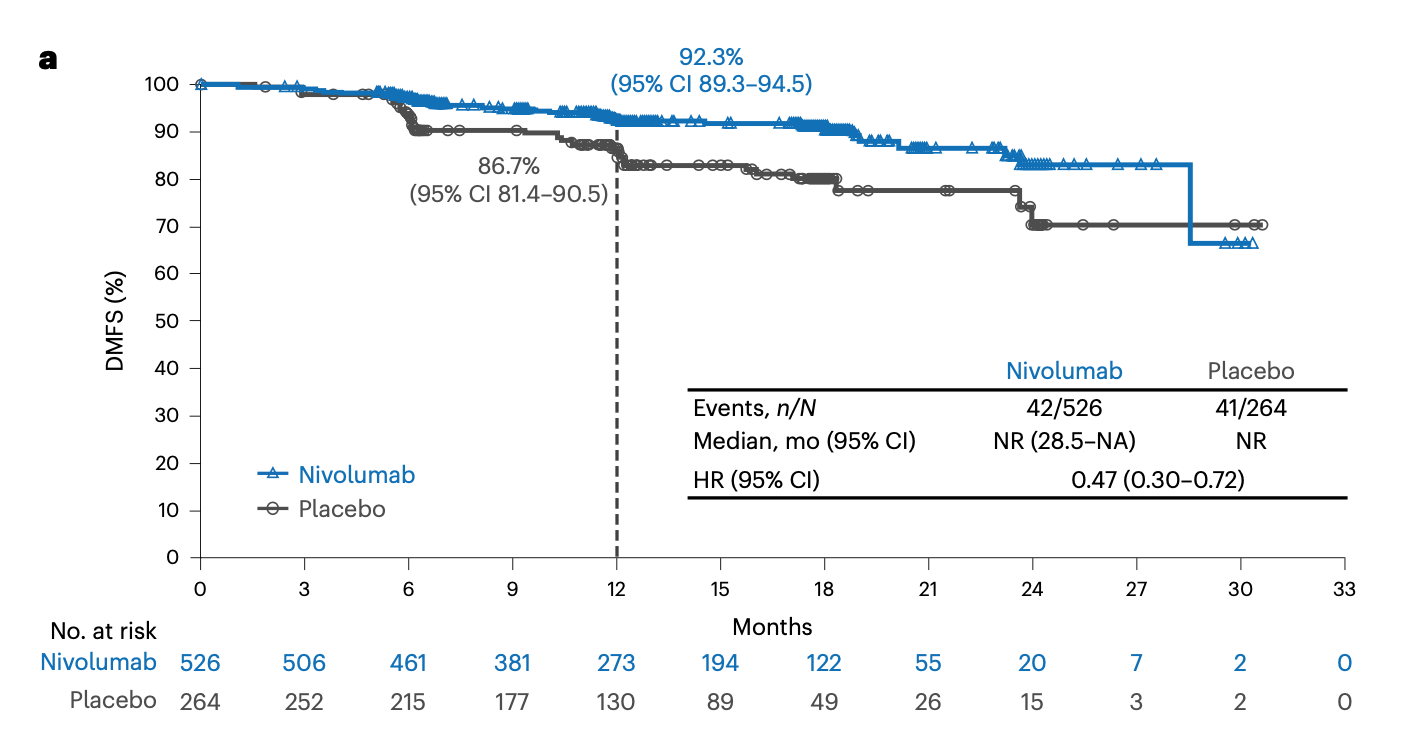 a
92.3%
(95% CI 89.3–94.5)
100
90
80
70
60
50
40
30
20
10
0
DMFS (%)
86.7%
(95% CI 81.4–90.5)
Nivolumab Placebo
Events, n/N 42/526 41/264
Median, mo (95% CI) NR (28.5–NA) NR
HR (95% CI) 0.47 (0.30–0.72)
Nivolumab
Placebo
0 3 6 9 12 15 18 21 24 27 30 33
Months
No. at risk
Nivolumab 526 506 461 381 273 194 122 55 20 7 2 0
Placebo 264 252 215 177 130 89 49 26 15 3 2 0